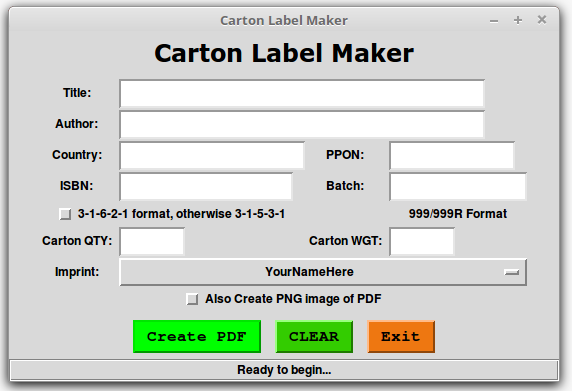 Carton Label Maker
Carton Label Maker
Title:
Author:
Country: PPON:
ISBN: Batch:
3-1-6-2-1 format, otherwise 3-1-5-3-1 999/999R Format
Carton QTY: Carton WGT:
Imprint: YourNameHere
Also Create PNG image of PDF
Create PDF CLEAR Exit
Ready to begin...